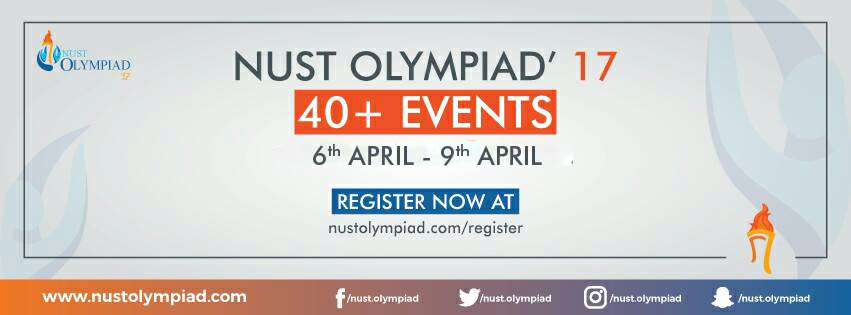 NUST
OLYMPIAD
'17
NUST OLYMPIAD' 17
40+ EVENTS
6th APRIL - 9th APRIL
REGISTER NOW AT
nustolympiad.com/register
www.nustolympiad.com
/nust.olympiad
/nust.olympiad
/nust.olympiad
/nust.olympiad